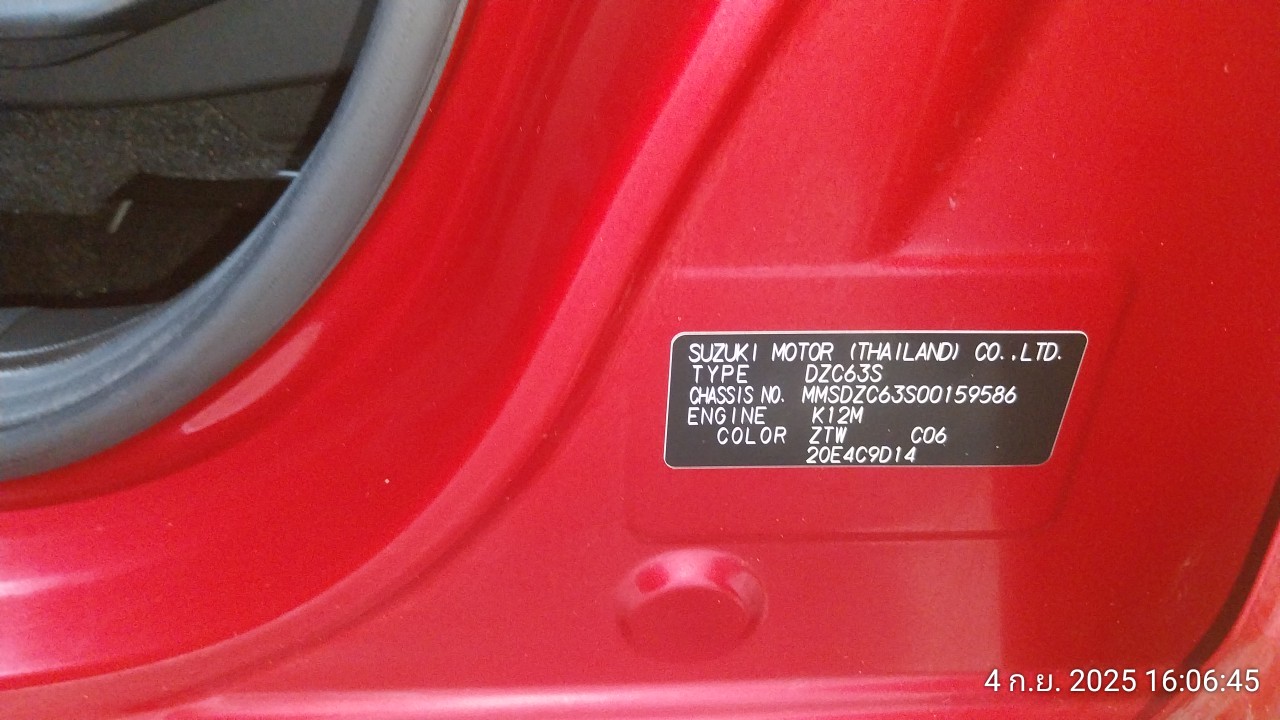 SUZUKI MOTOR (THAILAND) CO.,LTD.
TYPE DZC63S
CHASSIS NO. MMSDZC63S00159586
ENGINE K12M
COLOR ZTW C06
20E4C9D14
4 ก.ย. 2025 16:06:45